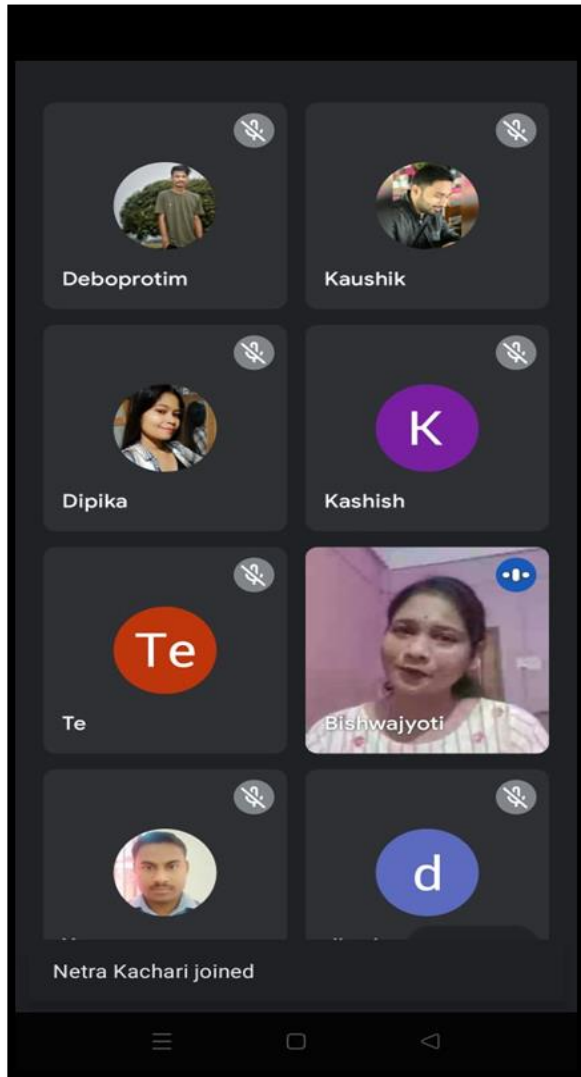 Deboprotim
Kaushik
Dipika
K
Kashish
Te
Te
Bishwajyoti
d
Netra Kachari joined